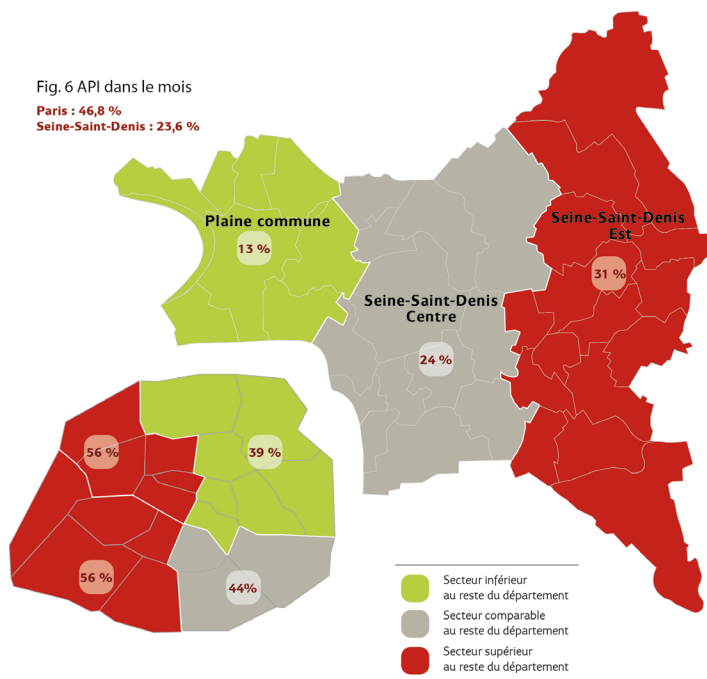 Fig. 6 API dans le mois
Paris : 46,8 %
Seine-Saint-Denis : 23,6 %
Plaine commune
13 %
Seine-Saint-Denis
Est
31 %
Seine-Saint-Denis
Centre
24 %
56 %
39 %
56 %
44%
Secteur inférieur
au reste du département
Secteur comparable
au reste du département
Secteur supérieur
au reste du département